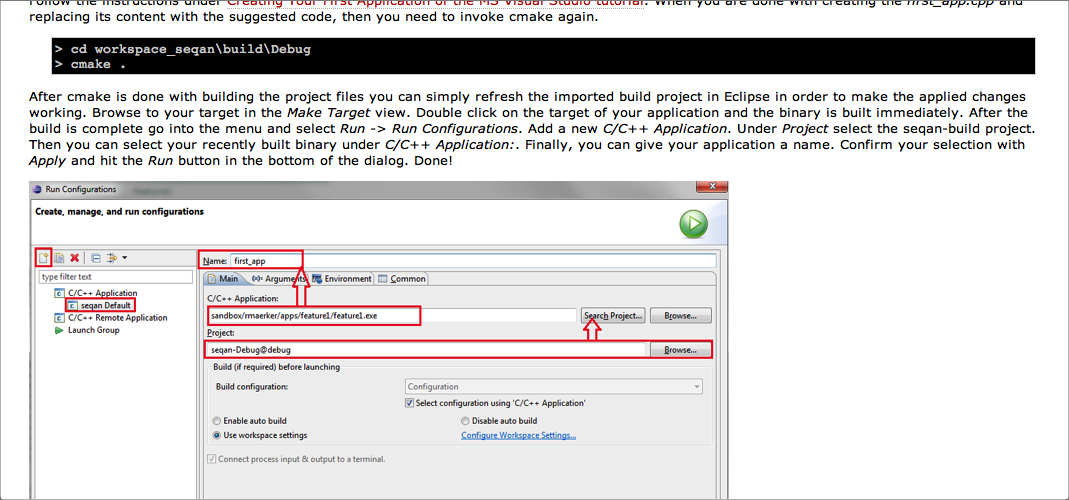 Follow the instructions under Creating Your First Application of the MS Visual Studio tutorial. When you are done with creating the first_app.cpp and
replacing its content with the suggested code, then you need to invoke cmake again.
> cd workspace_seqan\build\Debug
> cmake .
After cmake is done with building the project files you can simply refresh the imported build project in Eclipse in order to make the applied changes
working. Browse to your target in the Make Target view. Double click on the target of your application and the binary is built immediately. After the
build is complete go into the menu and select Run -> Run Configurations. Add a new C/C++ Application. Under Project select the seqan-build project.
Then you can select your recently built binary under C/C++ Application:. Finally, you can give your application a name. Confirm your selection with
Apply and hit the Run button in the bottom of the dialog. Done!
Run Configurations
Create, manage, and run configurations
Name: first_app
type filter text
Main Arguments Environment Common
C/C++ Application
seqan Default
C/C++ Remote Application
Launch Group
C/C++ Application:
sandbox/rmaerker/apps/feature1/feature1.exe Search Project... Browse...
Project:
seqan-Debug@debug Browse...
Build (if required) before launching
Build configuration: Configuration
Select configuration using 'C/C++ Application'
Enable auto build Disable auto build
Use workspace settings Configure Workspace Settings...
Connect process input & output to a terminal.